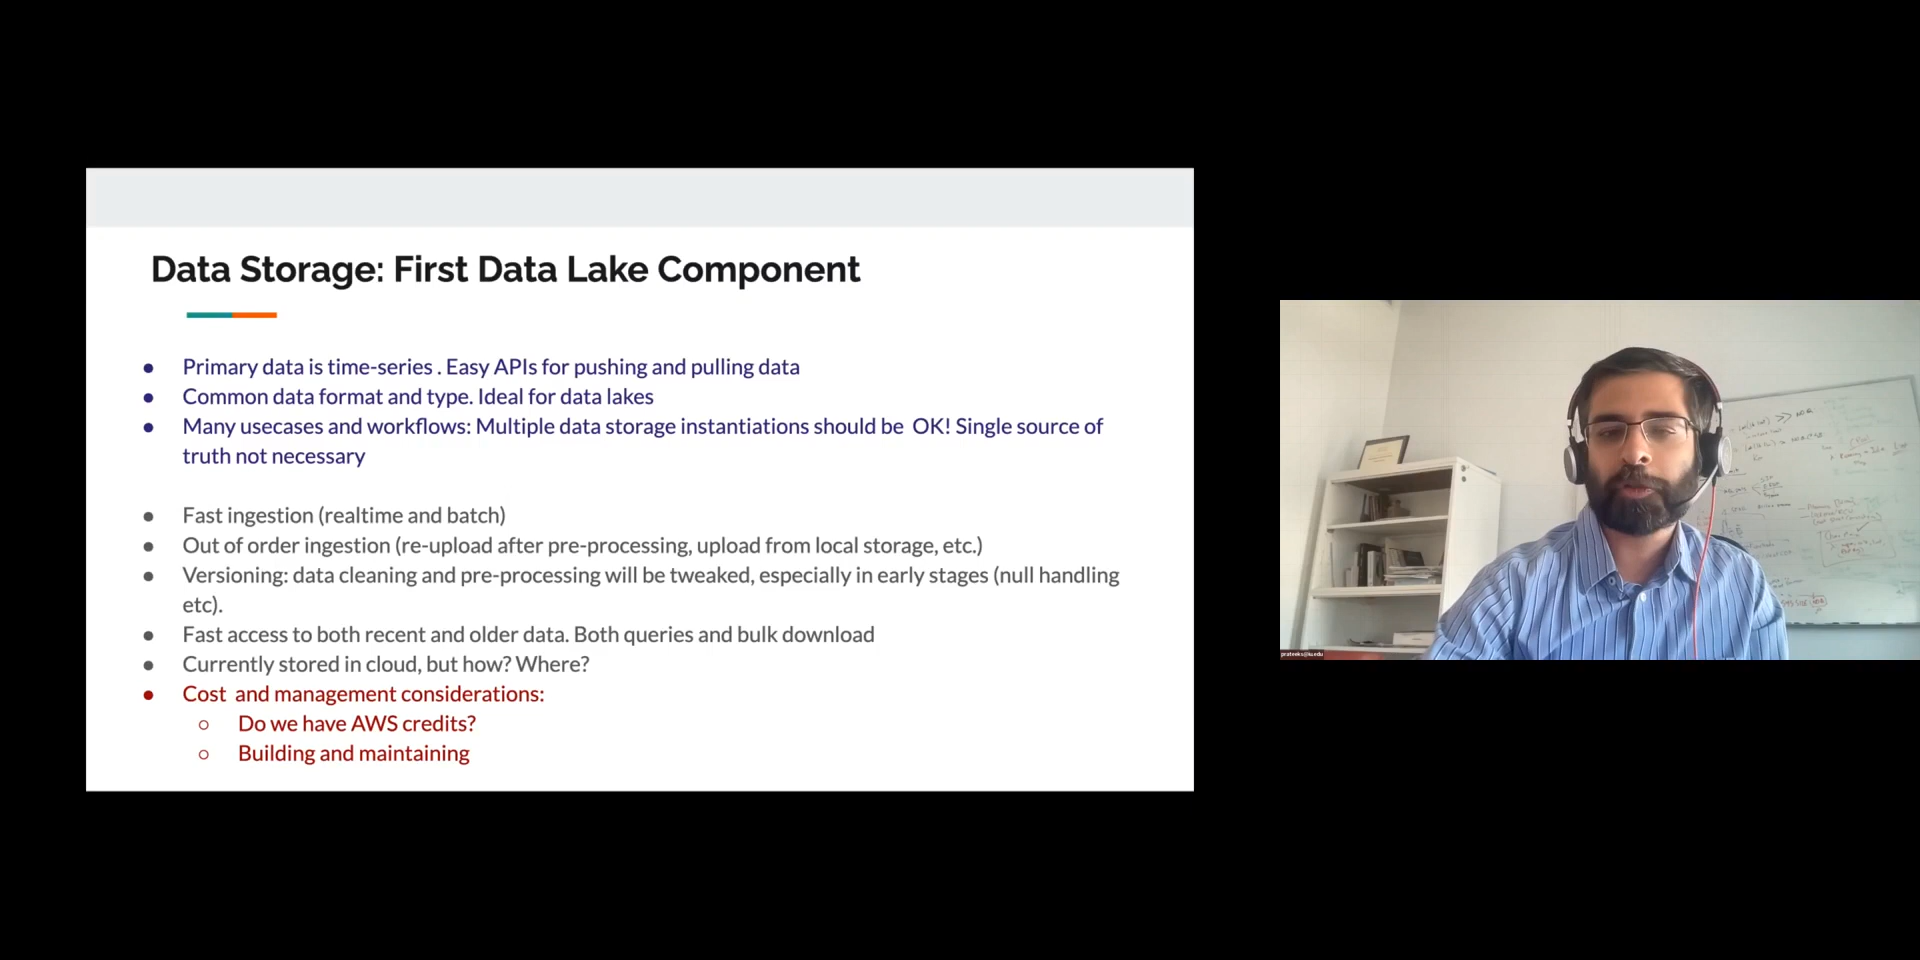 Data Storage: First Data Lake Component
● Primary data is time-series . Easy APIs for pushing and pulling data
● Common data format and type. Ideal for data lakes
● Many usecases and workflows: Multiple data storage instantiations should be OK! Single source of
truth not necessary
● Fast ingestion (realtime and batch)
● Out of order ingestion (re-upload after pre-processing, upload from local storage, etc.)
● Versioning: data cleaning and pre-processing will be tweaked, especially in early stages (null handling
etc).
● Fast access to both recent and older data. Both queries and bulk download
● Currently stored in cloud, but how? Where?
● Cost and management considerations:
○ Do we have AWS credits?
○ Building and maintaining
prateeks@iu.edu